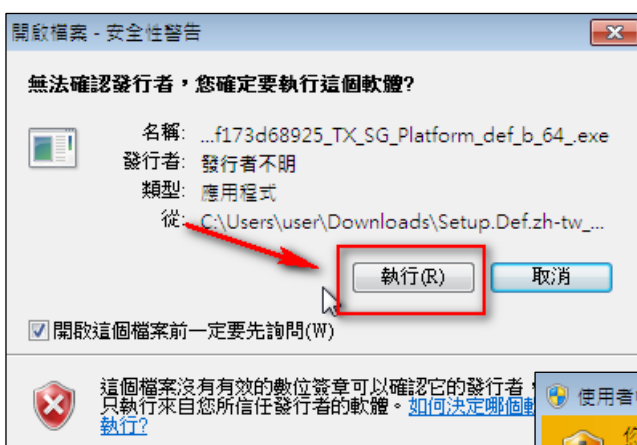 開啟檔案 - 安全性警告
無法確認發行者，您確定要執行這個軟體?
名稱: ...f173d68925_TX_SG_Platform_def_b_64_.exe
發行者: 發行者不明
類型: 應用程式
從: C:\Users\user\Downloads\Setup.Def.zh-tw_...
執行(R) 取消
開啟這個檔案前一定要先詢問(W)
這個檔案沒有有效的數位簽章可以確認它的發行者，
只執行來自您所信任發行者的軟體。如何決定哪個
執行?
使用者